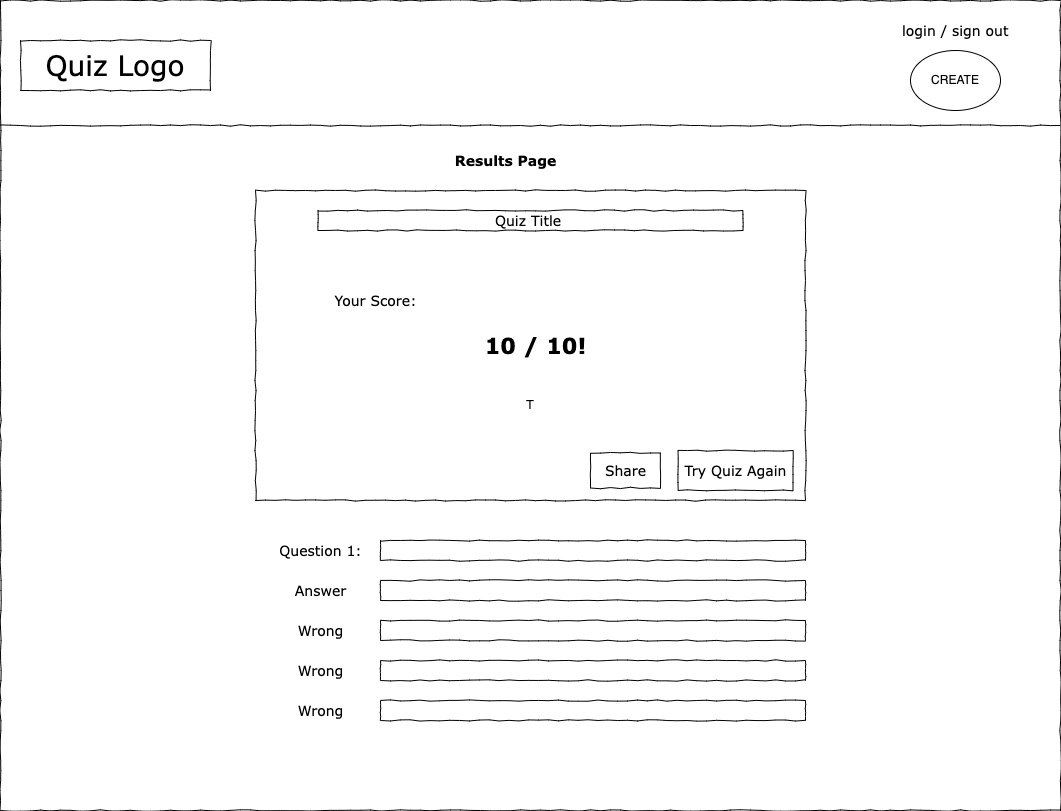 login / sign out
Quiz Logo
CREATE
Results Page
Quiz Title
Your Score:
10 / 10!
T
Share
Try Quiz Again
Question 1:
Answer
Wrong
Wrong
Wrong